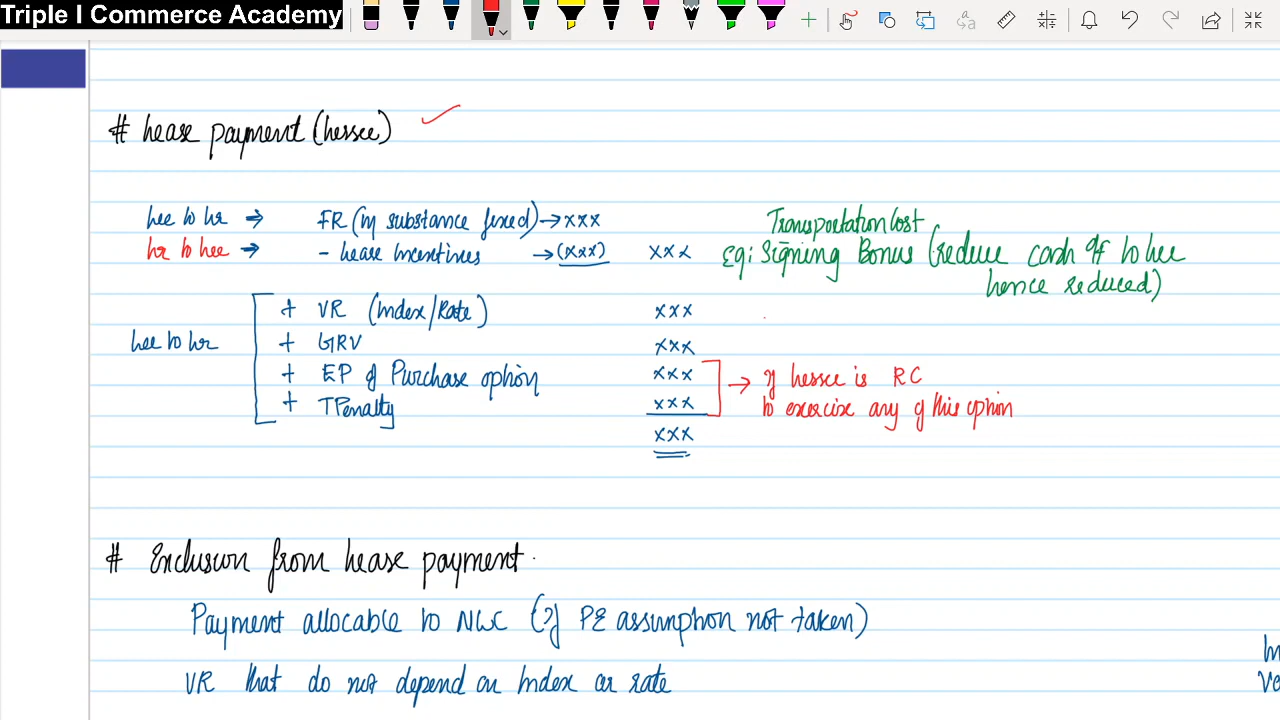 Triple I Commerce Academy
# Lease payment (Lessee)
Lee to Lr → FR (in substance fixed) → xxx
Transportation Cost
Lr to Lee → - Lease Incentives → (xxx) xxx Eg: Signing Bonus (reduce cash of to Lee
hence reduced)
+ VR (Index/Rate) xxx
Lee to Lr + GRV xxx
+ EP of Purchase option xxx → if Lessee is RC
+ TPenalty xxx to exercise any of this option
xxx
# Exclusion from Lease payment.
Payment allocable to NLC (if PE assumption not taken)
VR that do not depend on Index or rate